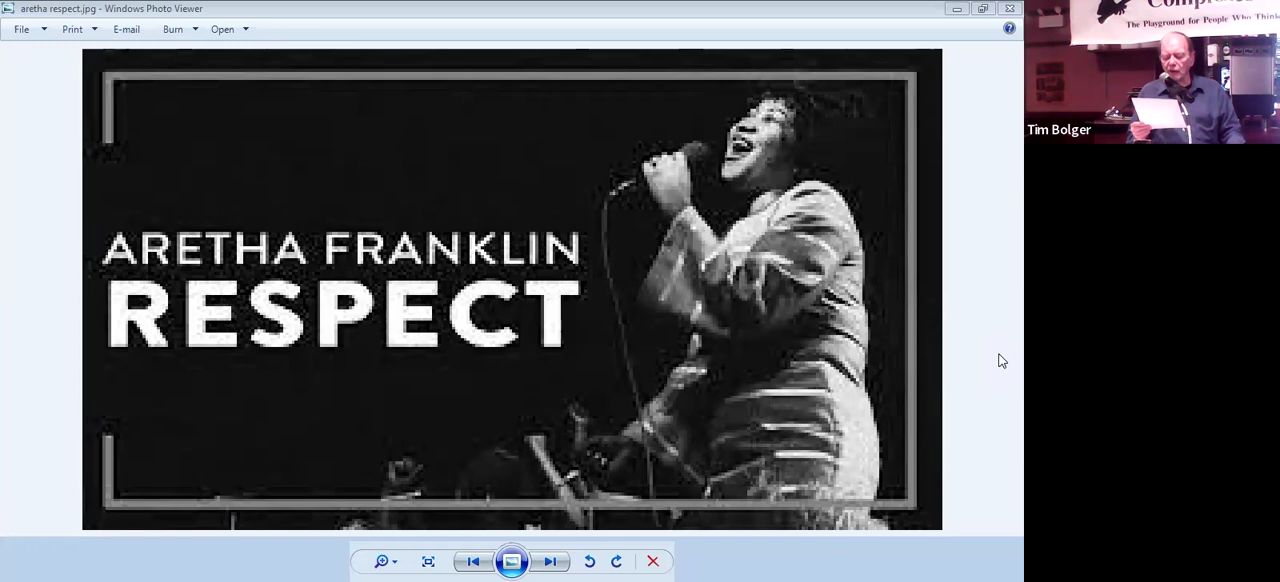 aretha respect.jpg - Windows Photo Viewer
File Print E-mail Burn Open
ARETHA FRANKLIN
RESPECT
The Playground for People Who Think
Tim Bolger